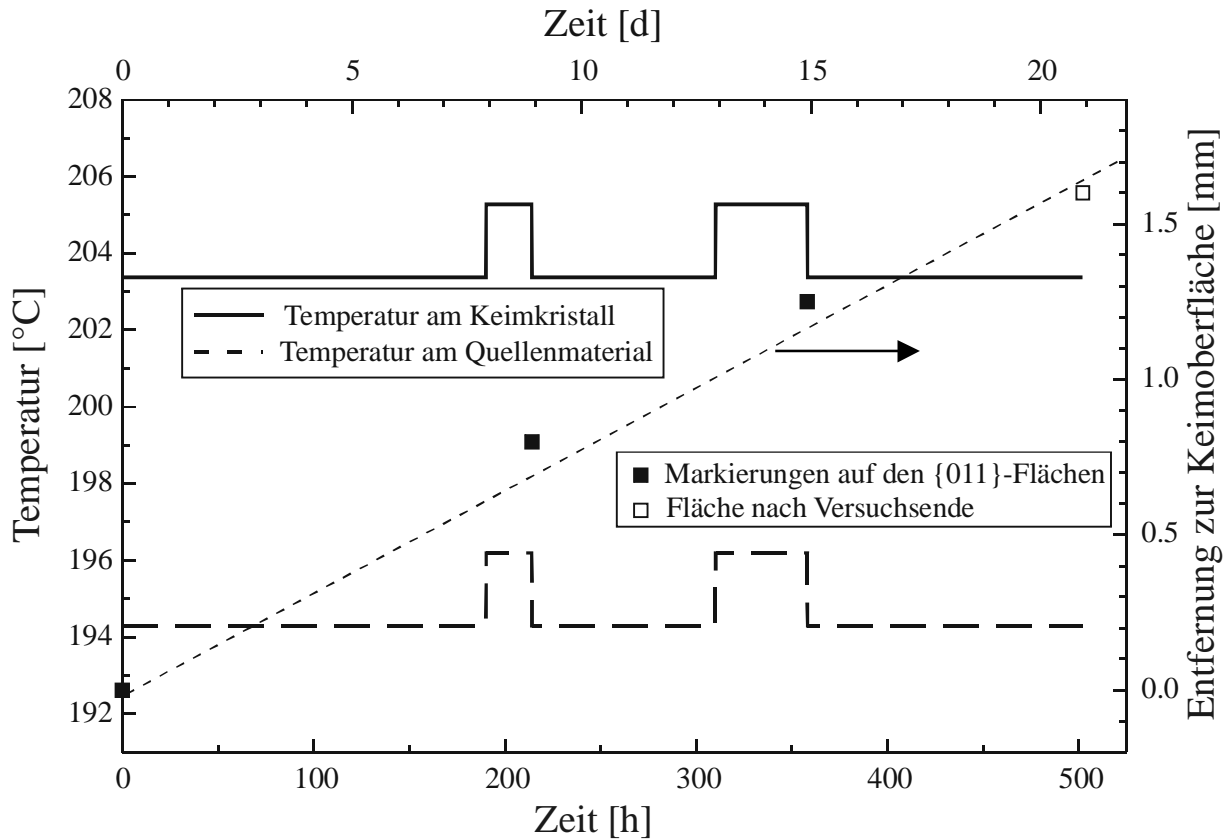 Zeit [d]
0 5 10 15 20
208
206
204
202
200
198
196
194
192
Temperatur [°C]
Temperatur am Keimkristall
Temperatur am Quellenmaterial
Markierungen auf den {011}-Flächen
Fläche nach Versuchsende
1.5
1.0
0.5
0.0
Entfernung zur Keimoberfläche [mm]
0 100 200 300 400 500
Zeit [h]